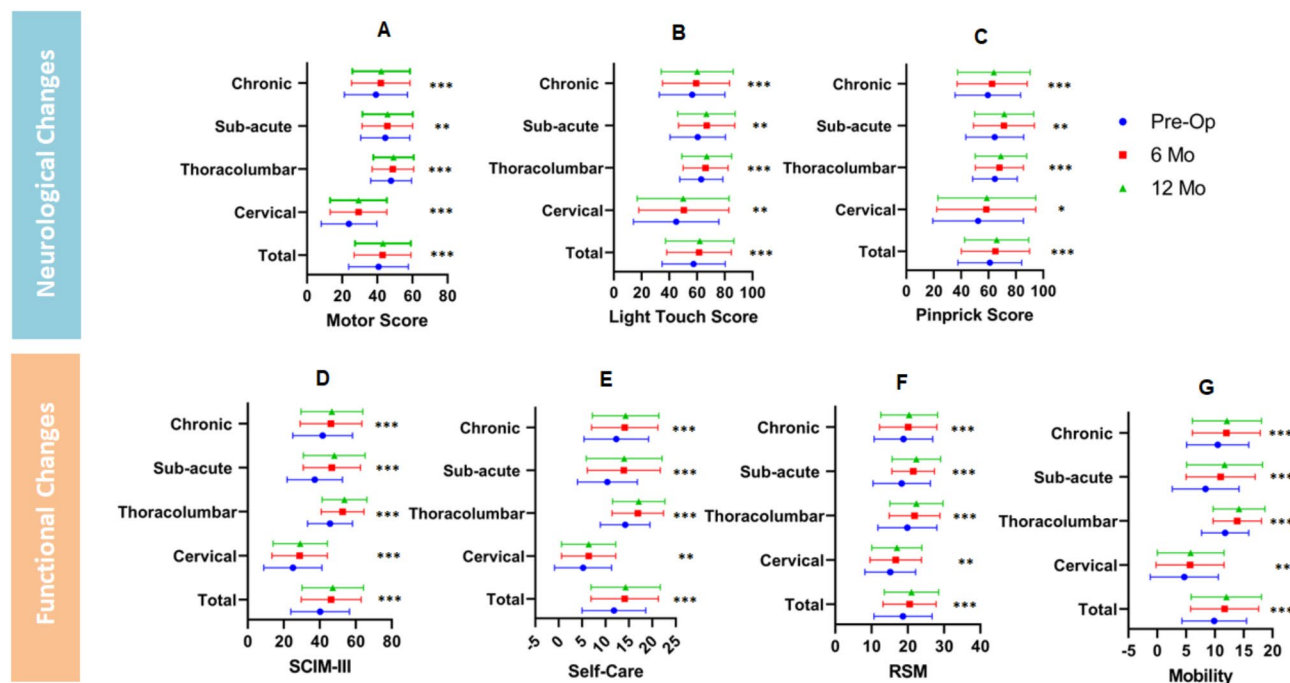 Neurological Changes
A
Chronic ***
Sub-acute **
Thoracolumbar ***
Cervical ***
Total ***
0 20 40 60 80
Motor Score
B
Chronic ***
Sub-acute **
Thoracolumbar ***
Cervical **
Total ***
0 20 40 60 80 100
Light Touch Score
C
Chronic ***
Sub-acute **
Thoracolumbar ***
Cervical *
Total ***
0 20 40 60 80 100
Pinprick Score
Pre-Op
6 Mo
12 Mo
Functional Changes
D
Chronic ***
Sub-acute ***
Thoracolumbar ***
Cervical ***
Total ***
0 20 40 60 80
SCIM-III
E
Chronic ***
Sub-acute ***
Thoracolumbar ***
Cervical **
Total ***
-5 0 5 10 15 20 25
Self-Care
F
Chronic ***
Sub-acute ***
Thoracolumbar ***
Cervical **
Total ***
0 10 20 30 40
RSM
G
Chronic ***
Sub-acute ***
Thoracolumbar ***
Cervical **
Total ***
-5 0 5 10 15 20
Mobility